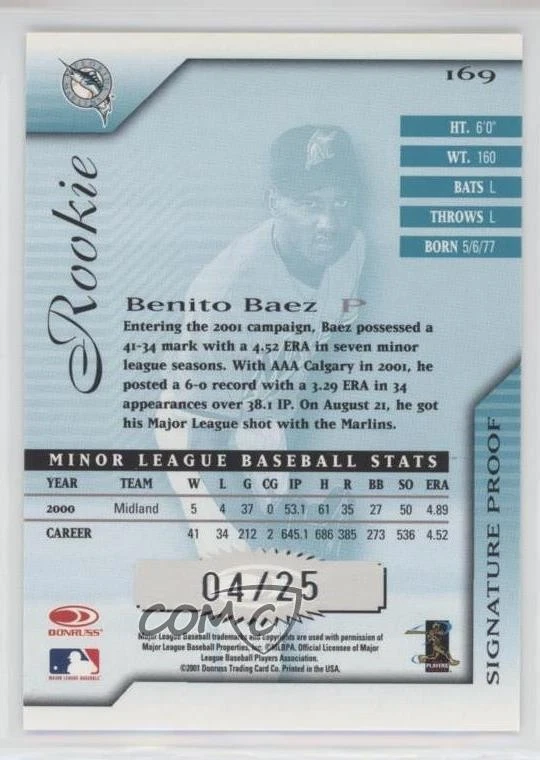 169
HT. 6'0"
WT. 160
BATS L
THROWS L
BORN 5/6/77
Rookie
Benito Baez P
Entering the 2001 campaign, Baez possessed a
41-34 mark with a 4.52 ERA in seven minor
league seasons. With AAA Calgary in 2001, he
posted a 6-0 record with a 3.29 ERA in 34
appearances over 38.1 IP. On August 21, he got
his Major League shot with the Marlins.
SIGNATURE PROOF
MINOR LEAGUE BASEBALL STATS
YEAR TEAM W L G CG IP H R BB SO ERA
2000 Midland 5 4 37 0 53.1 61 35 27 50 4.89
CAREER 41 34 212 2 645.1 686 385 273 536 4.52
04/25
COMC
DONRUSS
Major League Baseball trademarks and copyrights are used with permission of
Major League Baseball Properties, Inc. ©MLBPA. Official Licensee of Major
League Baseball Players Association.
©2001 Donruss Trading Card Co. Printed in the USA.
MAJOR LEAGUE BASEBALL
PLAYERS